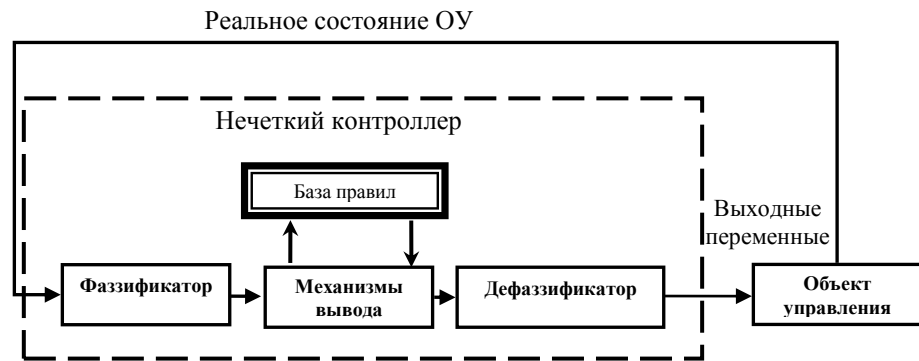 Реальное состояние ОУ
Нечеткий контроллер
База правил
Выходные
переменные
Фаззификатор
Механизмы
вывода
Дефаззификатор
Объект
управления